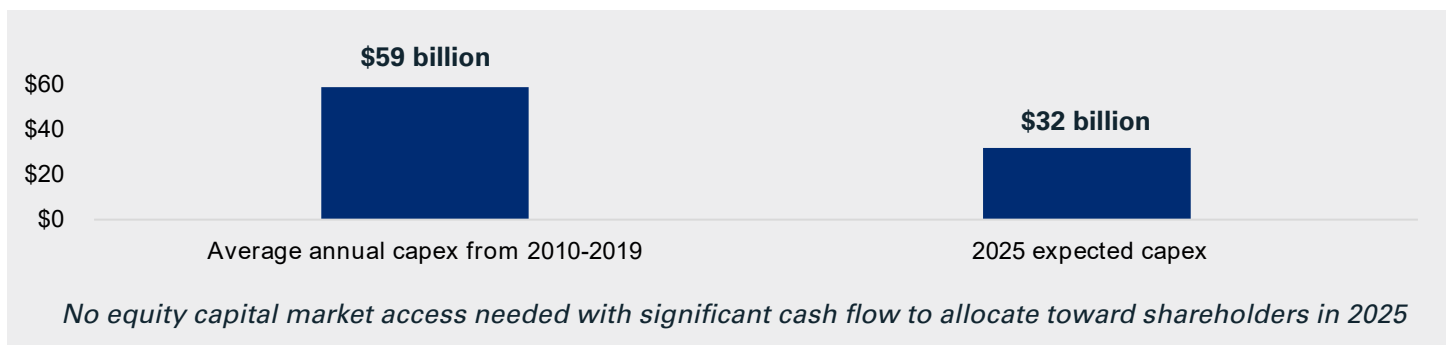 $59 billion
$60
$40
$32 billion
$20
$0
Average annual capex from 2010-2019
2025 expected capex
No equity capital market access needed with significant cash flow to allocate toward shareholders in 2025